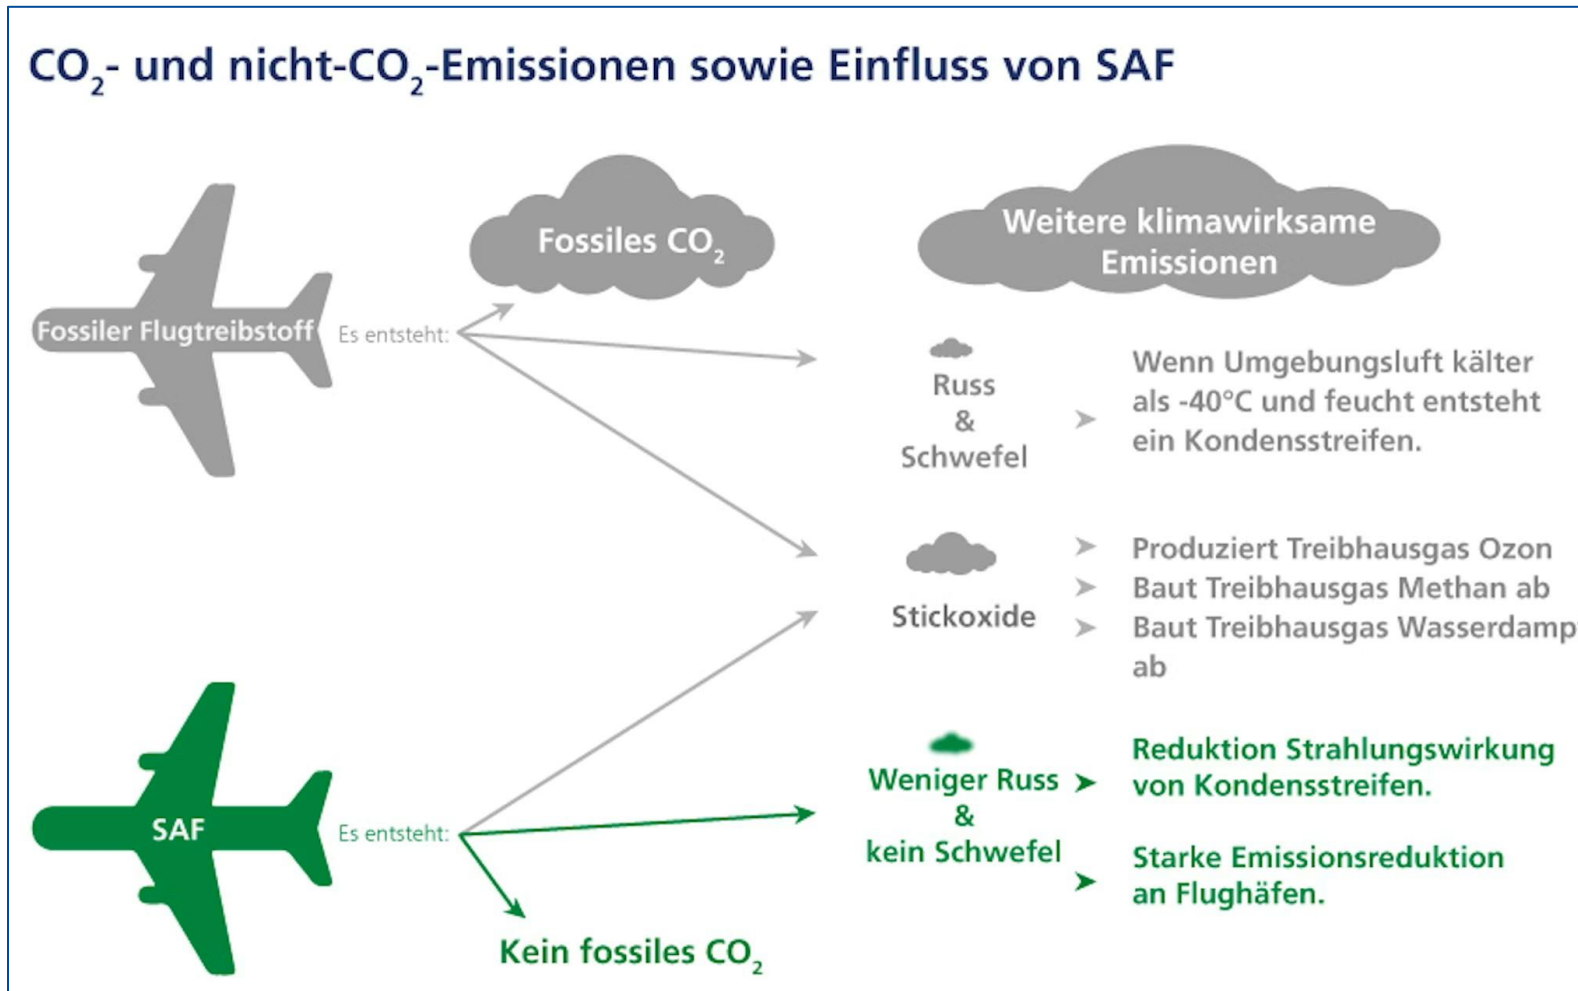 CO₂- und nicht-CO₂-Emissionen sowie Einfluss von SAF
Fossiles CO₂
Weitere klimawirksame
Emissionen
Fossiler Flugtreibstoff
Es entsteht:
Russ
&
Schwefel
Wenn Umgebungsluft kälter
als -40°C und feucht entsteht
ein Kondensstreifen.
Stickoxide
Produziert Treibhausgas Ozon
Baut Treibhausgas Methan ab
Baut Treibhausgas Wasserdampf
ab
SAF
Es entsteht:
Weniger Russ
&
kein Schwefel
Reduktion Strahlungswirkung
von Kondensstreifen.
Starke Emissionsreduktion
an Flughäfen.
Kein fossiles CO₂